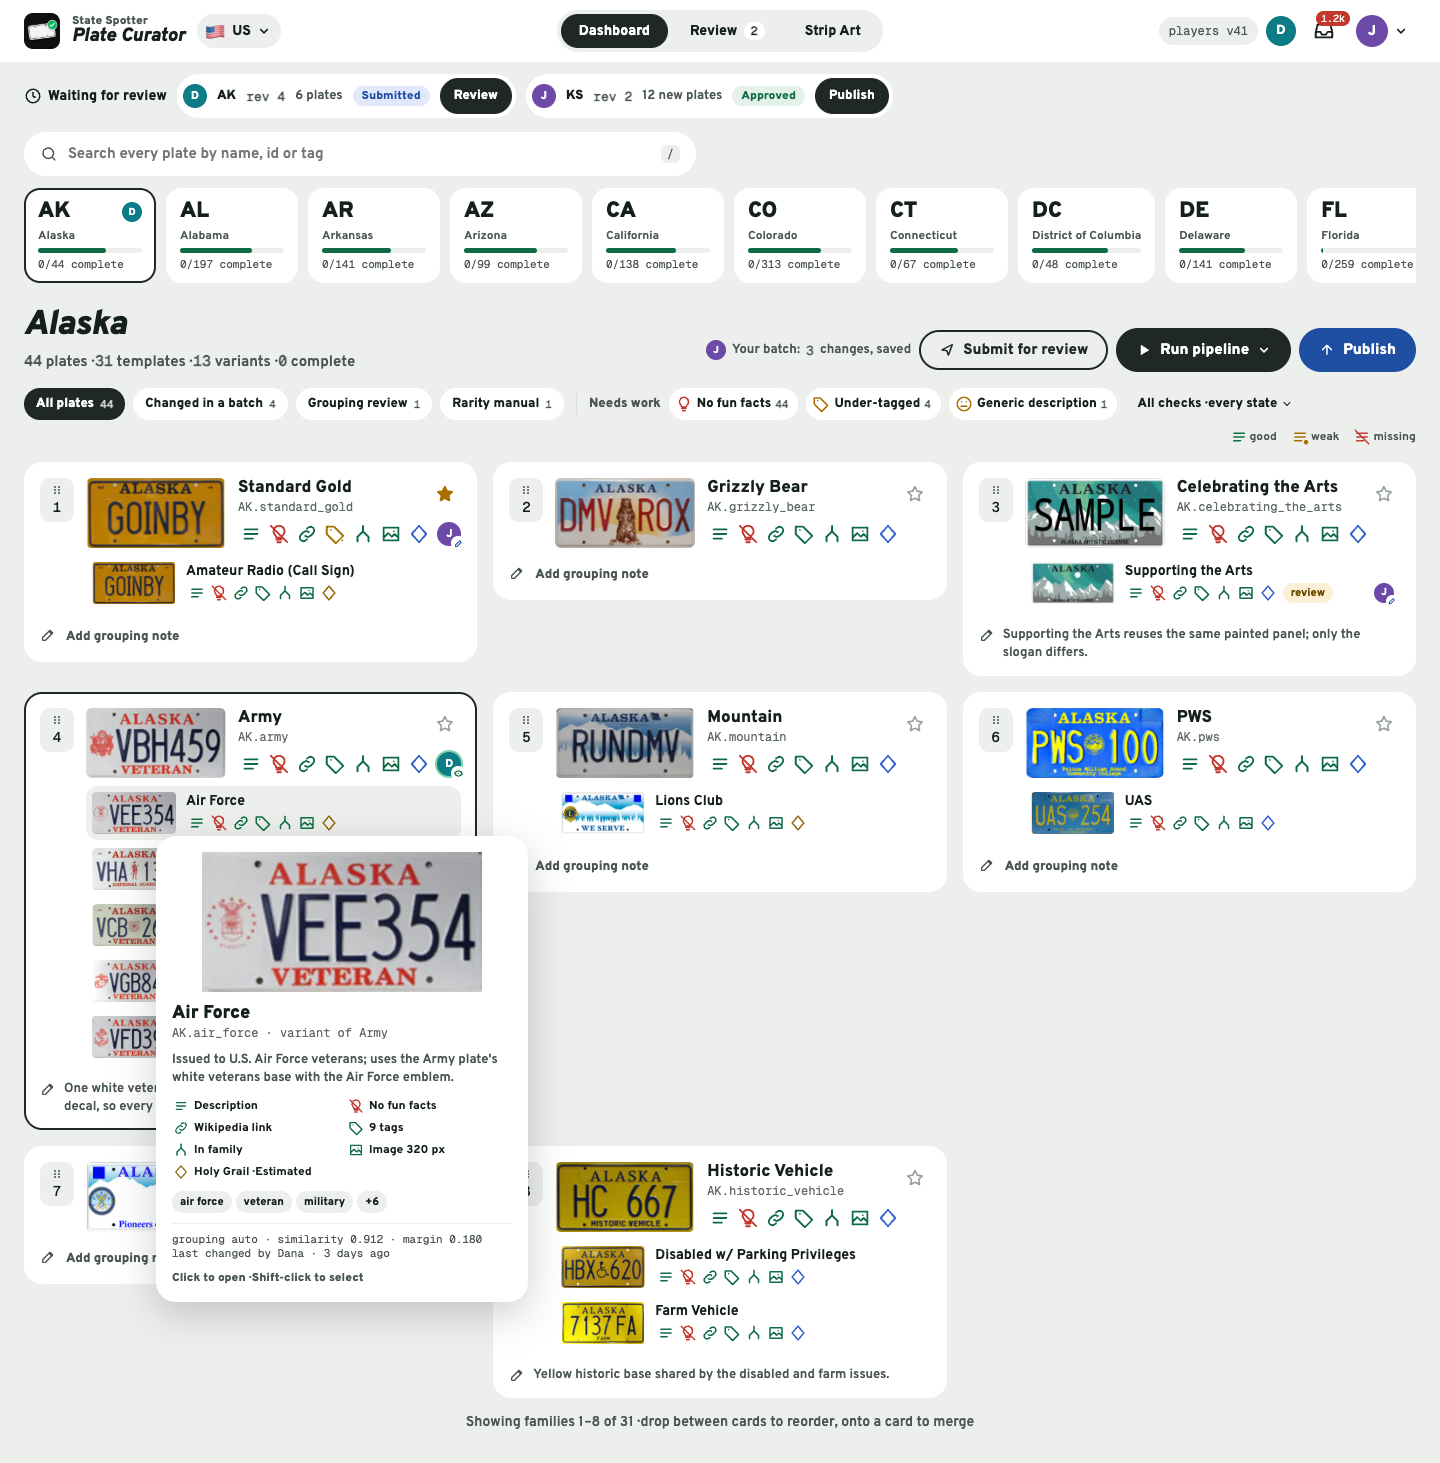 State Spotter
Plate Curator
US
Dashboard
Review 2
Strip Art
players v41
D
1.2k
J
Waiting for review
D AK rev 4 6 plates Submitted Review
J KS rev 2 12 new plates Approved Publish
Search every plate by name, id or tag /
AK D
Alaska
0/44 complete
AL
Alabama
0/197 complete
AR
Arkansas
0/141 complete
AZ
Arizona
0/99 complete
CA
California
0/138 complete
CO
Colorado
0/313 complete
CT
Connecticut
0/67 complete
DC
District of Columbia
0/48 complete
DE
Delaware
0/141 complete
FL
Florida
0/259 complete
Alaska
44 plates ·31 templates ·13 variants ·0 complete
J Your batch: 3 changes, saved
Submit for review
Run pipeline
Publish
All plates 44
Changed in a batch 4
Grouping review 1
Rarity manual 1
Needs work
No fun facts 44
Under-tagged 4
Generic description 1
All checks ·every state
good
weak
missing
1
ALASKA
GOINBY
Standard Gold
AK.standard_gold
J
ALASKA
GOINBY
Amateur Radio (Call Sign)
Add grouping note
2
ALASKA
DMV ROX
Grizzly Bear
AK.grizzly_bear
Add grouping note
3
ALASKA
SAMPLE
ALASKA ARTISTIC LICENSE
Celebrating the Arts
AK.celebrating_the_arts
Supporting the Arts
review
J
Supporting the Arts reuses the same painted panel; only the
slogan differs.
4
ALASKA
VBH459
VETERAN
Army
AK.army
D
ALASKA
VEE354
VETERAN
Air Force
VHA 13
ALASKA
VCB 26
VETERAN
ALASKA
VGB84
VETERAN
ALASKA
VFD39
VETERAN
One white veter
decal, so every
5
ALASKA
RUNDMV
Mountain
AK.mountain
ALASKA
WE SERVE
Lions Club
Add grouping note
6
ALASKA
PWS 100
Prince William Sound
Community College
PWS
AK.pws
ALASKA
UAS 254
UAS
Add grouping note
ALASKA
VEE354
VETERAN
Air Force
AK.air_force · variant of Army
Issued to U.S. Air Force veterans; uses the Army plate's
white veterans base with the Air Force emblem.
Description
No fun facts
Wikipedia link
9 tags
In family
Image 320 px
Holy Grail ·Estimated
air force
veteran
military
+6
grouping auto · similarity 0.912 · margin 0.180
last changed by Dana · 3 days ago
Click to open ·Shift-click to select
7
ALA
Pioneers
Add grouping n
ALASKA
HC 667
HISTORIC VEHICLE
Historic Vehicle
AK.historic_vehicle
ALASKA
HBX 620
Disabled w/ Parking Privileges
ALASKA
7137 FA
FARM
Farm Vehicle
Yellow historic base shared by the disabled and farm issues.
Showing families 1–8 of 31 ·drop between cards to reorder, onto a card to merge